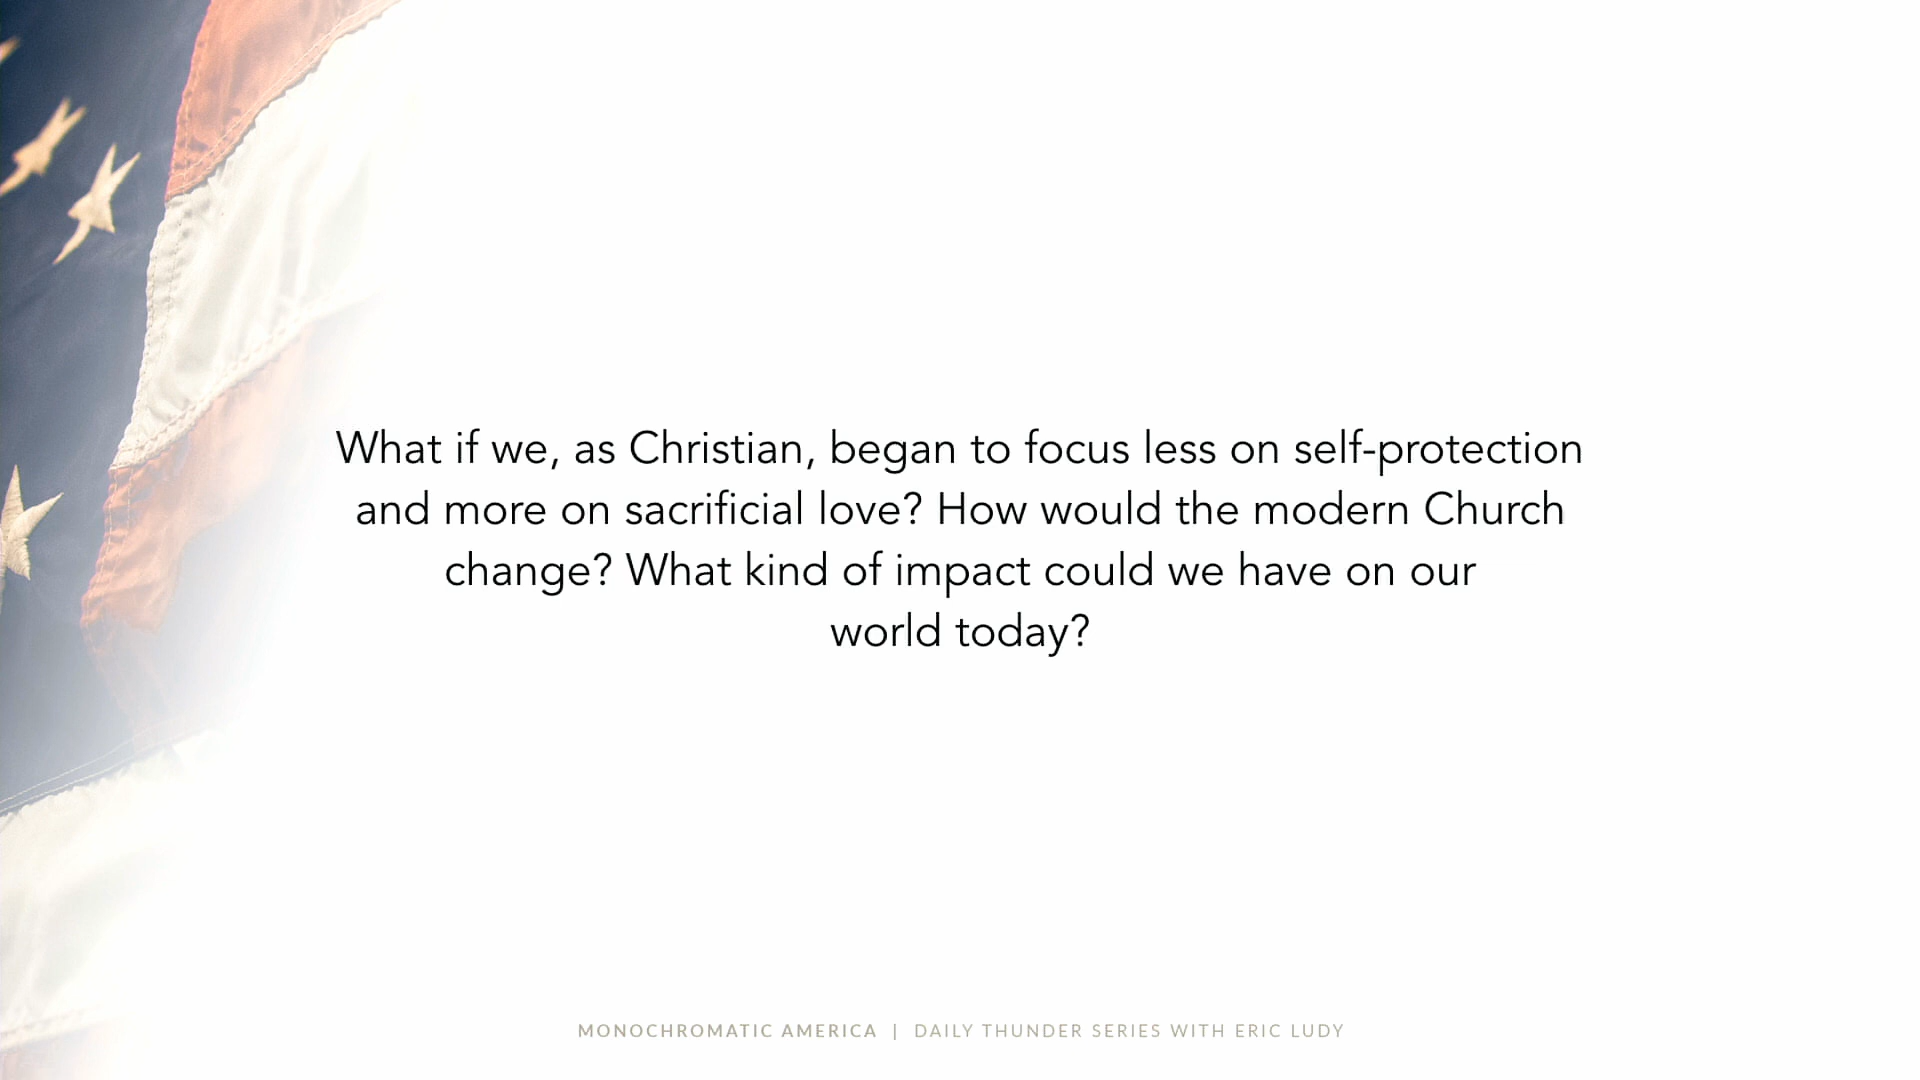 What if we, as Christian, began to focus less on self-protection
and more on sacrificial love? How would the modern Church
change? What kind of impact could we have on our
world today?
MONOCHROMATIC AMERICA | DAILY THUNDER SERIES WITH ERIC LUDY